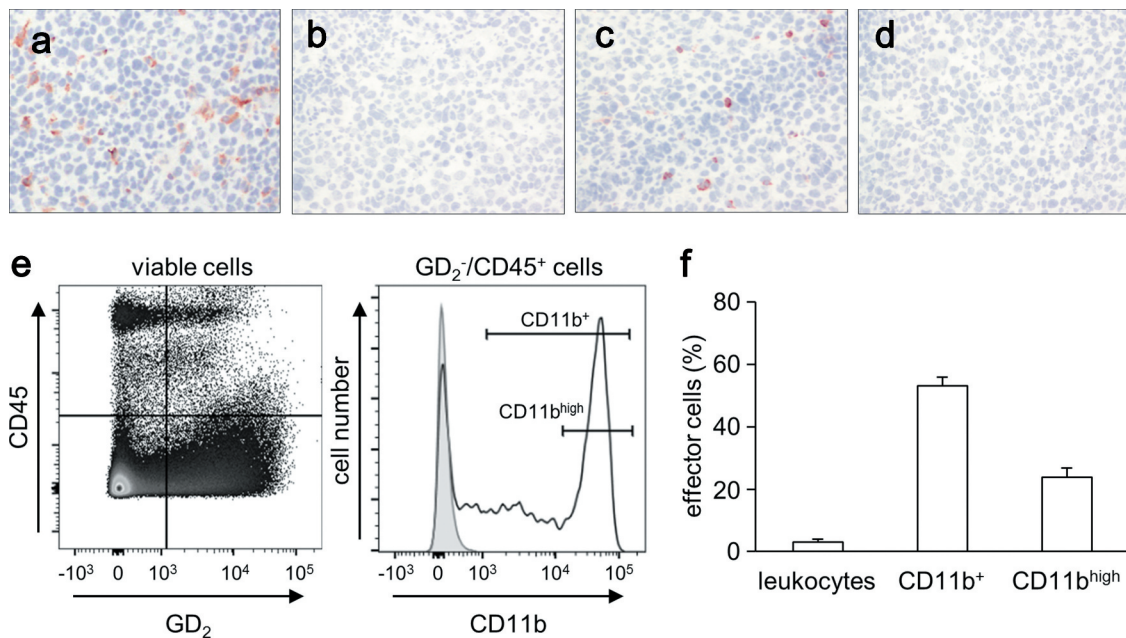 a
b
c
d
e
viable cells
CD45
-10³ 0 10³ 10⁴ 10⁵
GD₂
GD₂⁻/CD45⁺ cells
cell number
CD11b⁺
CD11bʰⁱᵍʰ
-10³ 0 10³ 10⁴ 10⁵
CD11b
f
effector cells (%)
80
60
40
20
0
leukocytes CD11b⁺ CD11bʰⁱᵍʰ